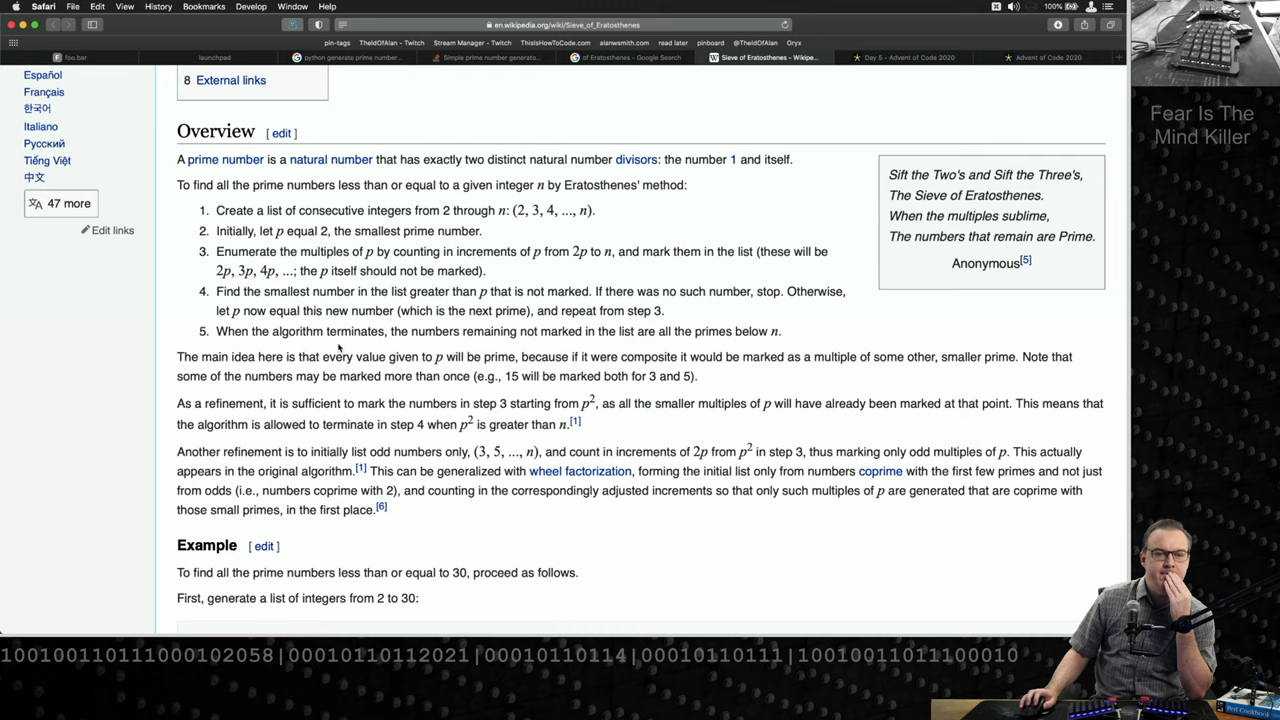 Safari File Edit View History Bookmarks Develop Window Help 100%
en.wikipedia.org/wiki/Sieve_of_Eratosthenes
pin-tags TheIdOfAlan - Twitch Stream Manager - Twitch ThisIsHowToCode.com alanwsmith.com read later pinboard @TheIdOfAlan Oryx
foo.bar launchpad python generate prime number... Simple prime number generato... of Eratosthenes - Google Search Sieve of Eratosthenes - Wikipe... Day 5 - Advent of Code 2020 Advent of Code 2020
Español
Français
한국어
Italiano
Русский
Tiếng Việt
中文
47 more
Edit links
8 External links
Overview [ edit ]
A prime number is a natural number that has exactly two distinct natural number divisors: the number 1 and itself.
To find all the prime numbers less than or equal to a given integer n by Eratosthenes' method:
1. Create a list of consecutive integers from 2 through n: (2, 3, 4, ..., n).
2. Initially, let p equal 2, the smallest prime number.
3. Enumerate the multiples of p by counting in increments of p from 2p to n, and mark them in the list (these will be
2p, 3p, 4p, ...; the p itself should not be marked).
4. Find the smallest number in the list greater than p that is not marked. If there was no such number, stop. Otherwise,
let p now equal this new number (which is the next prime), and repeat from step 3.
5. When the algorithm terminates, the numbers remaining not marked in the list are all the primes below n.
Sift the Two's and Sift the Three's,
The Sieve of Eratosthenes.
When the multiples sublime,
The numbers that remain are Prime.
Anonymous[5]
The main idea here is that every value given to p will be prime, because if it were composite it would be marked as a multiple of some other, smaller prime. Note that
some of the numbers may be marked more than once (e.g., 15 will be marked both for 3 and 5).
As a refinement, it is sufficient to mark the numbers in step 3 starting from p², as all the smaller multiples of p will have already been marked at that point. This means that
the algorithm is allowed to terminate in step 4 when p² is greater than n.[1]
Another refinement is to initially list odd numbers only, (3, 5, ..., n), and count in increments of 2p from p² in step 3, thus marking only odd multiples of p. This actually
appears in the original algorithm.[1] This can be generalized with wheel factorization, forming the initial list only from numbers coprime with the first few primes and not just
from odds (i.e., numbers coprime with 2), and counting in the correspondingly adjusted increments so that only such multiples of p are generated that are coprime with
those small primes, in the first place.[6]
Example [ edit ]
To find all the prime numbers less than or equal to 30, proceed as follows.
First, generate a list of integers from 2 to 30:
Fear Is The
Mind Killer
100100110111000102058|00010110112021|00010110114|00010110111|10010011011100010
Perl Cookbook